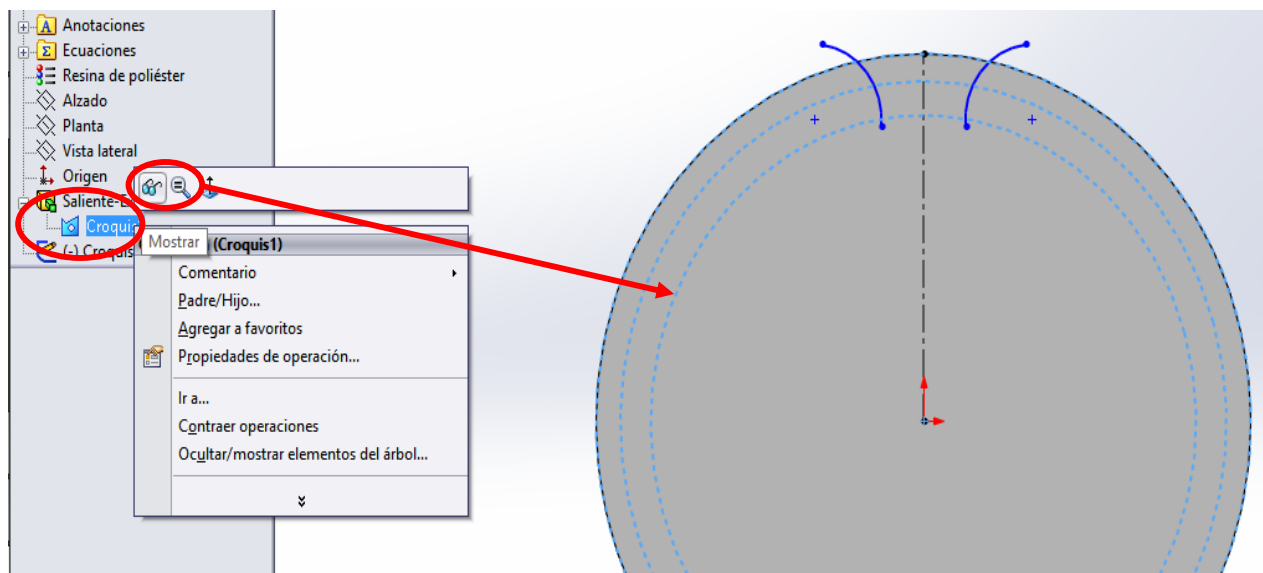 Anotaciones
Ecuaciones
Resina de poliéster
Alzado
Planta
Vista lateral
Origen
Saliente-E
Croquis
Mostrar (Croquis1)
(-) Croquis
Comentario
Padre/Hijo...
Agregar a favoritos
Propiedades de operación...
Ir a...
Contraer operaciones
Ocultar/mostrar elementos del árbol...